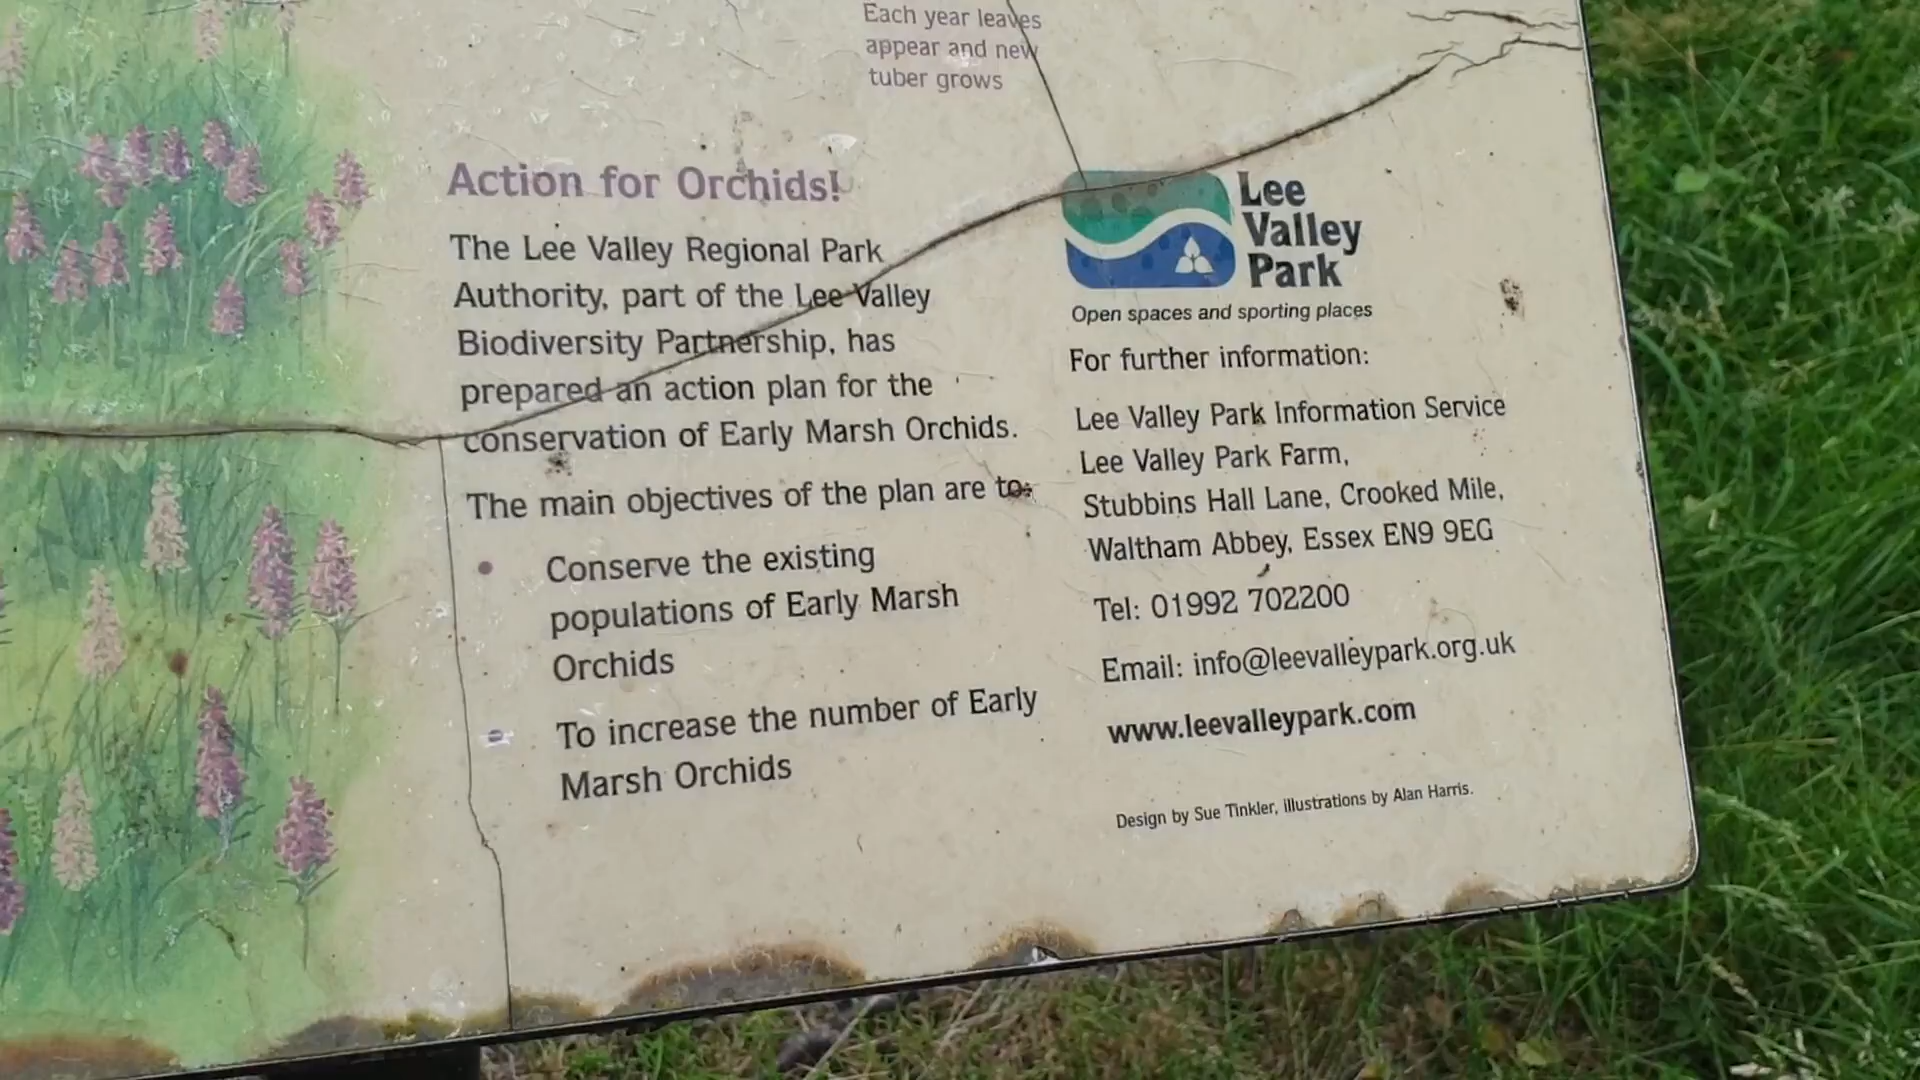 Each year leaves
appear and new
tuber grows
Action for Orchids!
The Lee Valley Regional Park
Authority, part of the Lee Valley
Biodiversity Partnership, has
prepared an action plan for the
conservation of Early Marsh Orchids.
The main objectives of the plan are to:
• Conserve the existing
populations of Early Marsh
Orchids
• To increase the number of Early
Marsh Orchids
Lee
Valley
Park
Open spaces and sporting places
For further information:
Lee Valley Park Information Service
Lee Valley Park Farm,
Stubbins Hall Lane, Crooked Mile,
Waltham Abbey, Essex EN9 9EG
Tel: 01992 702200
Email: info@leevalleypark.org.uk
www.leevalleypark.com
Design by Sue Tinkler, illustrations by Alan Harris.